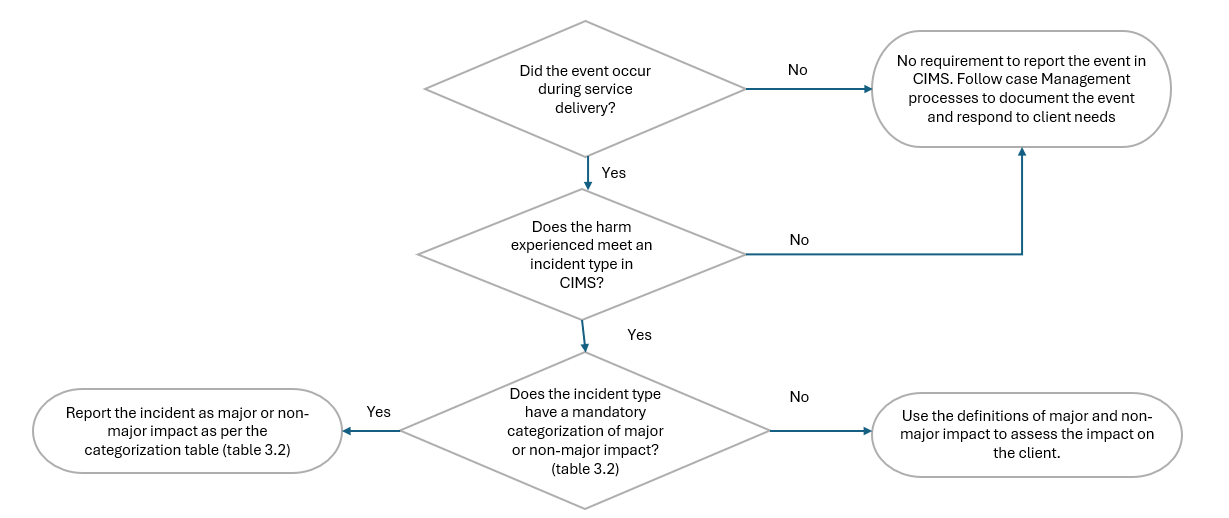 Did the event occur
during service
delivery?
No
No requirement to report the event in
CIMS. Follow case Management
processes to document the event
and respond to client needs
Yes
Does the harm
experienced meet an
incident type in
CIMS?
No
Yes
Does the incident type
have a mandatory
categorization of major
or non-major impact?
(table 3.2)
Yes
Report the incident as major or non-
major impact as per the
categorization table (table 3.2)
No
Use the definitions of major and non-
major impact to assess the impact on
the client.